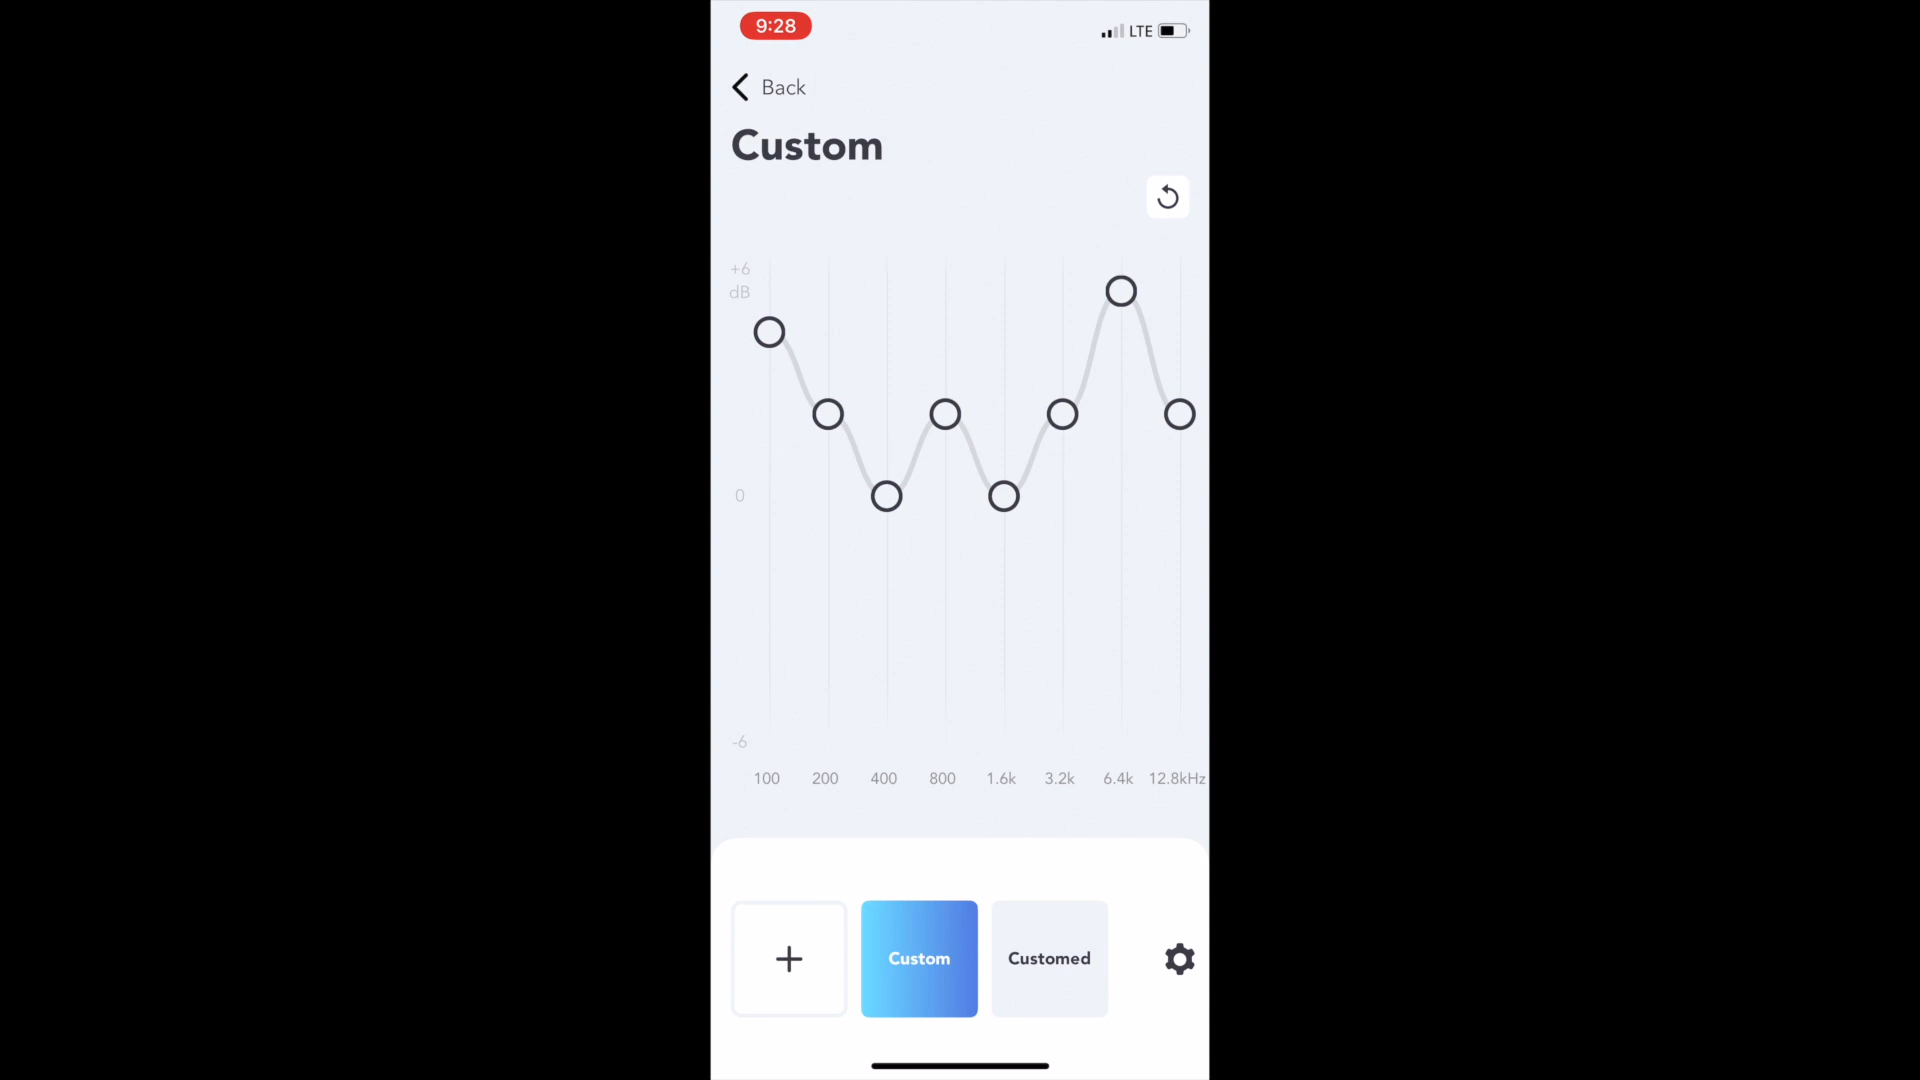 9:28
LTE
Back
Custom
+6
dB
0
-6
100 200 400 800 1.6k 3.2k 6.4k 12.8kHz
+ Custom Customed